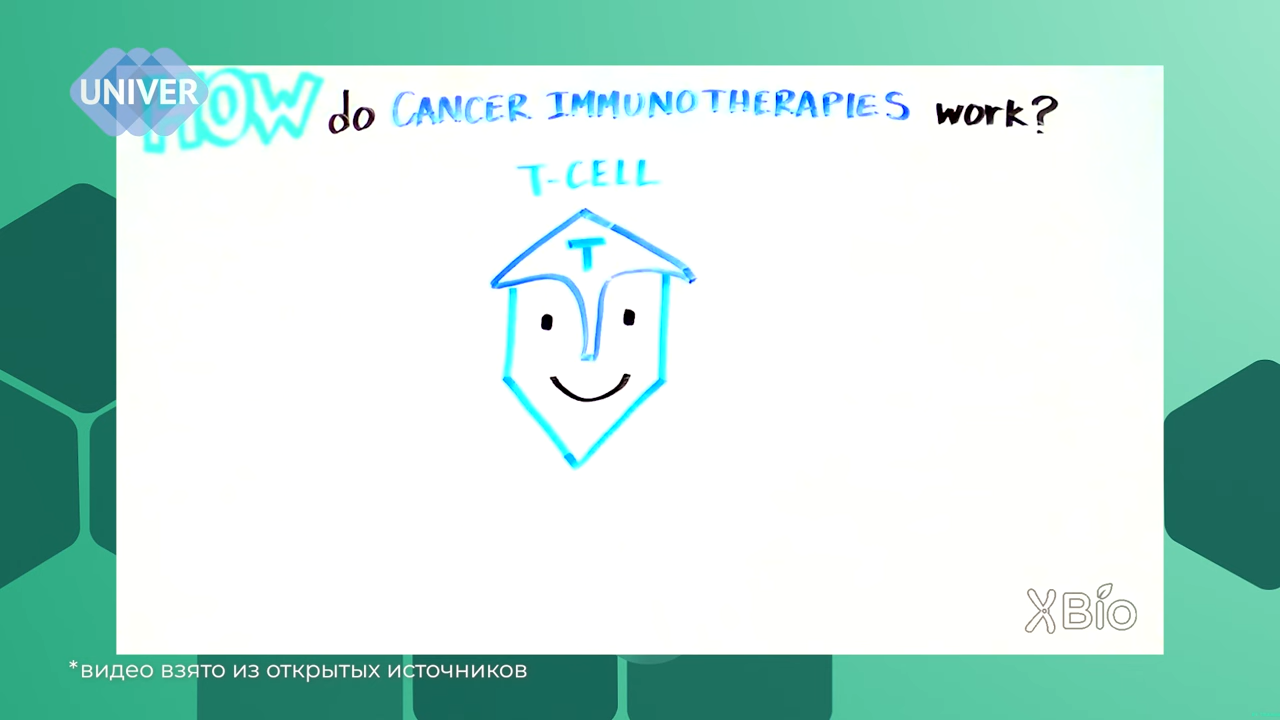 UNIVER
HOW do CANCER IMMUNOTHERAPIES work?
T-CELL
T
XBio
*видео взято из открытых источников